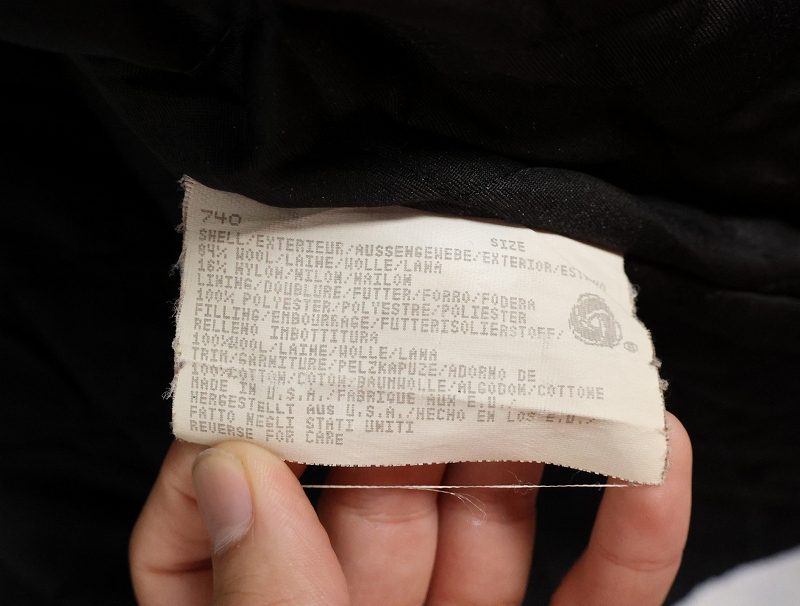 740
SIZE
SHELL/EXTERIEUR/AUSSENGEWEBE/EXTERIOR/ESTERNO
84% WOOL/LAINE/WOLLE/LANA
16% NYLON/NILON/NAILON
LINING/DOUBLURE/FUTTER/FORRO/FODERA
100% POLYESTER/POLYESTRE/POLIESTER
FILLING/EMBOURRAGE/FUTTERISOLIERSTOFF/
RELLENO IMBOTTITURA
100%WOOL/LAINE/WOLLE/LANA
TRIM/GARNITURE/PELZKAPUZE/ADORNO DE
100%COTTON/COTON/BAUNWOLLE/ALGODON/COTTONE
MADE IN U.S.A./FABRIQUE AUX E.U./
HERGESTELLT AUS U.S.A./HECHO EN LOS E.U./
FATTO NEGLI STATI UNITI
REVERSE FOR CARE
®